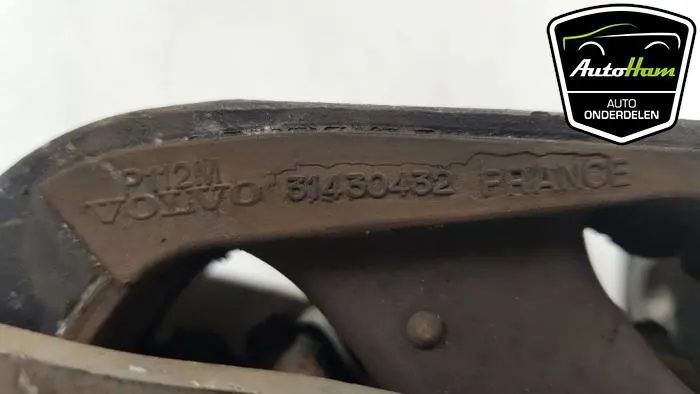 AutoHam
AUTO
ONDERDELEN
P112M
VOLVO 31430432 FRANCE